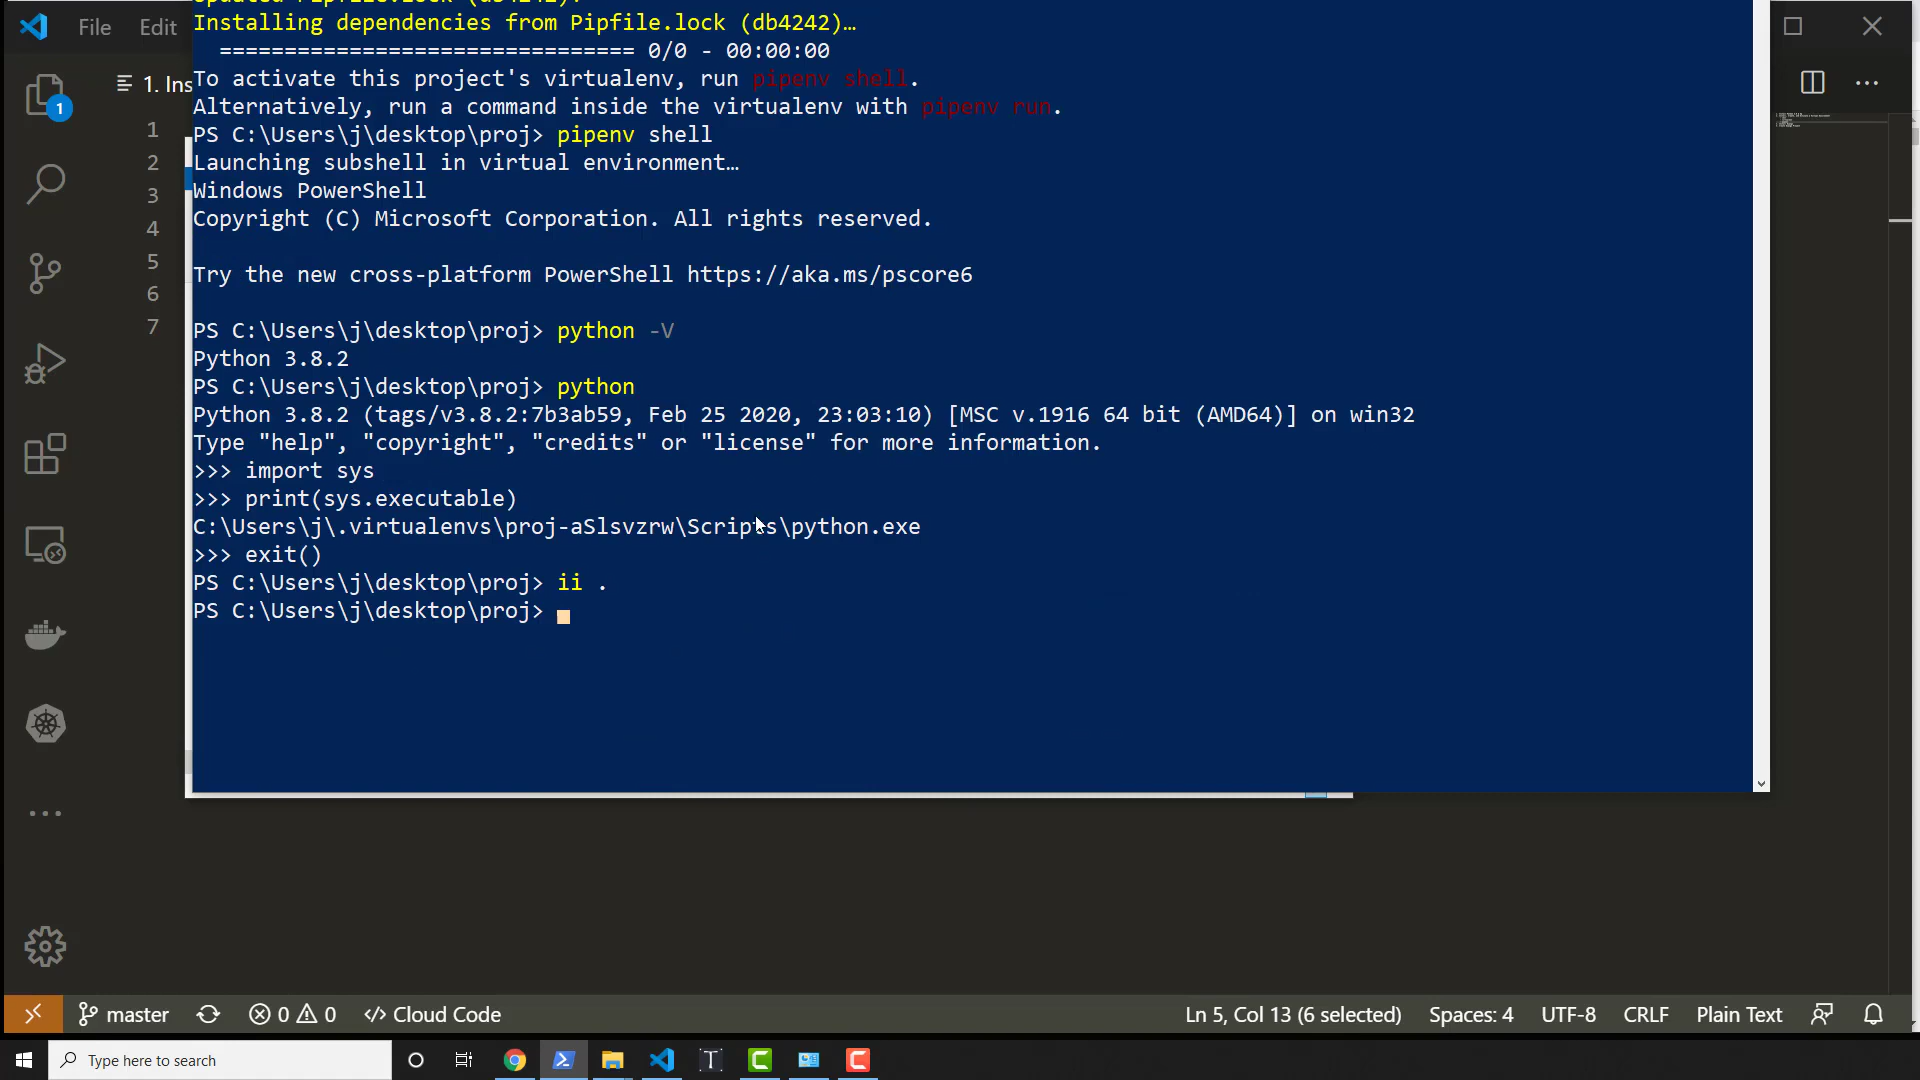 File Edit
1. Ins
1
2
3
4
5
6
7
1
Installing dependencies from Pipfile.lock (db4242)…
================================ 0/0 - 00:00:00
To activate this project's virtualenv, run pipenv shell.
Alternatively, run a command inside the virtualenv with pipenv run.
PS C:\Users\j\desktop\proj> pipenv shell
Launching subshell in virtual environment…
Windows PowerShell
Copyright (C) Microsoft Corporation. All rights reserved.
Try the new cross-platform PowerShell https://aka.ms/pscore6
PS C:\Users\j\desktop\proj> python -V
Python 3.8.2
PS C:\Users\j\desktop\proj> python
Python 3.8.2 (tags/v3.8.2:7b3ab59, Feb 25 2020, 23:03:10) [MSC v.1916 64 bit (AMD64)] on win32
Type "help", "copyright", "credits" or "license" for more information.
>>> import sys
>>> print(sys.executable)
C:\Users\j\.virtualenvs\proj-aSlsvzrw\Scripts\python.exe
>>> exit()
PS C:\Users\j\desktop\proj> ii .
PS C:\Users\j\desktop\proj>
master 0 0 Cloud Code Ln 5, Col 13 (6 selected) Spaces: 4 UTF-8 CRLF Plain Text
Type here to search